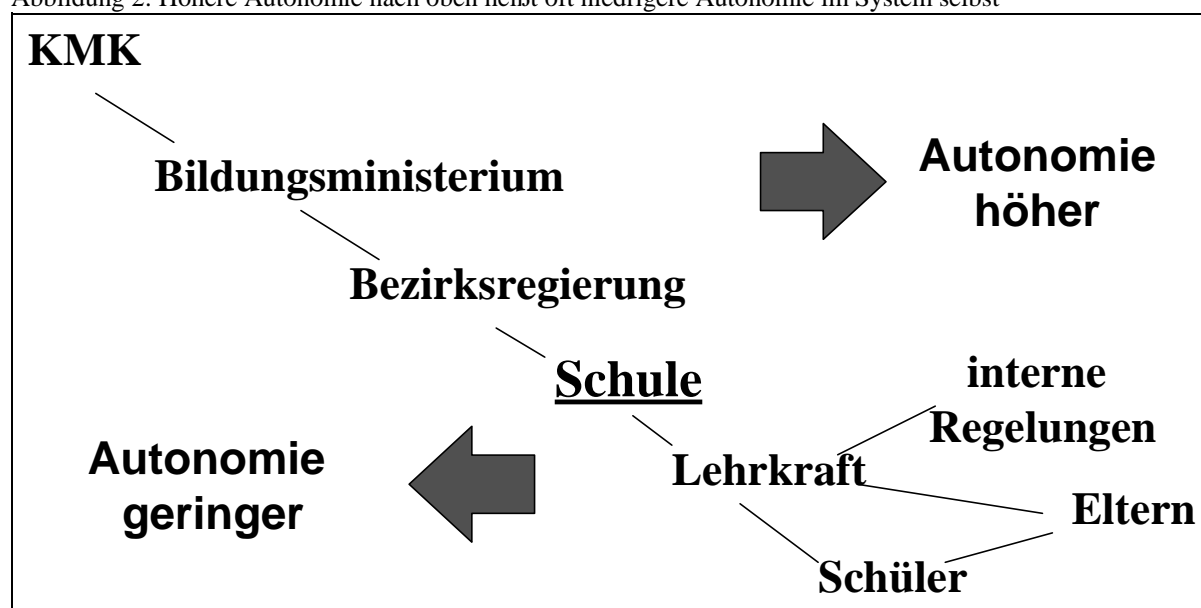 Abbildung 2: Höhere Autonomie nach oben heißt oft niedrigere Autonomie im System selbst
KMK
Bildungsministerium
Autonomie
höher
Bezirksregierung
Schule
interne
Regelungen
Autonomie
geringer
Lehrkraft
Eltern
Schüler